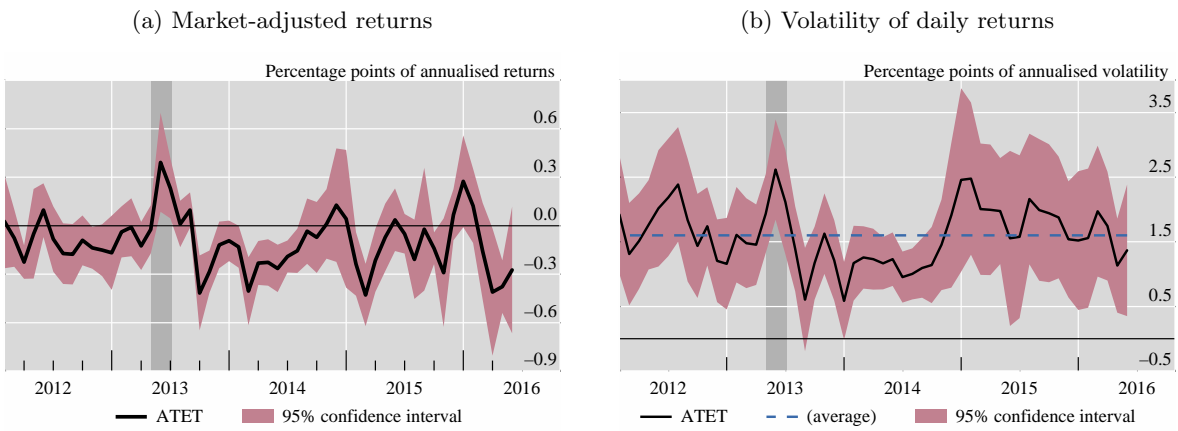 (a) Market-adjusted returns
Percentage points of annualised returns
0.6
0.3
0.0
–0.3
–0.6
–0.9
2012 2013 2014 2015 2016
ATET 95% confidence interval
(b) Volatility of daily returns
Percentage points of annualised volatility
3.5
2.5
1.5
0.5
–0.5
2012 2013 2014 2015 2016
ATET (average) 95% confidence interval